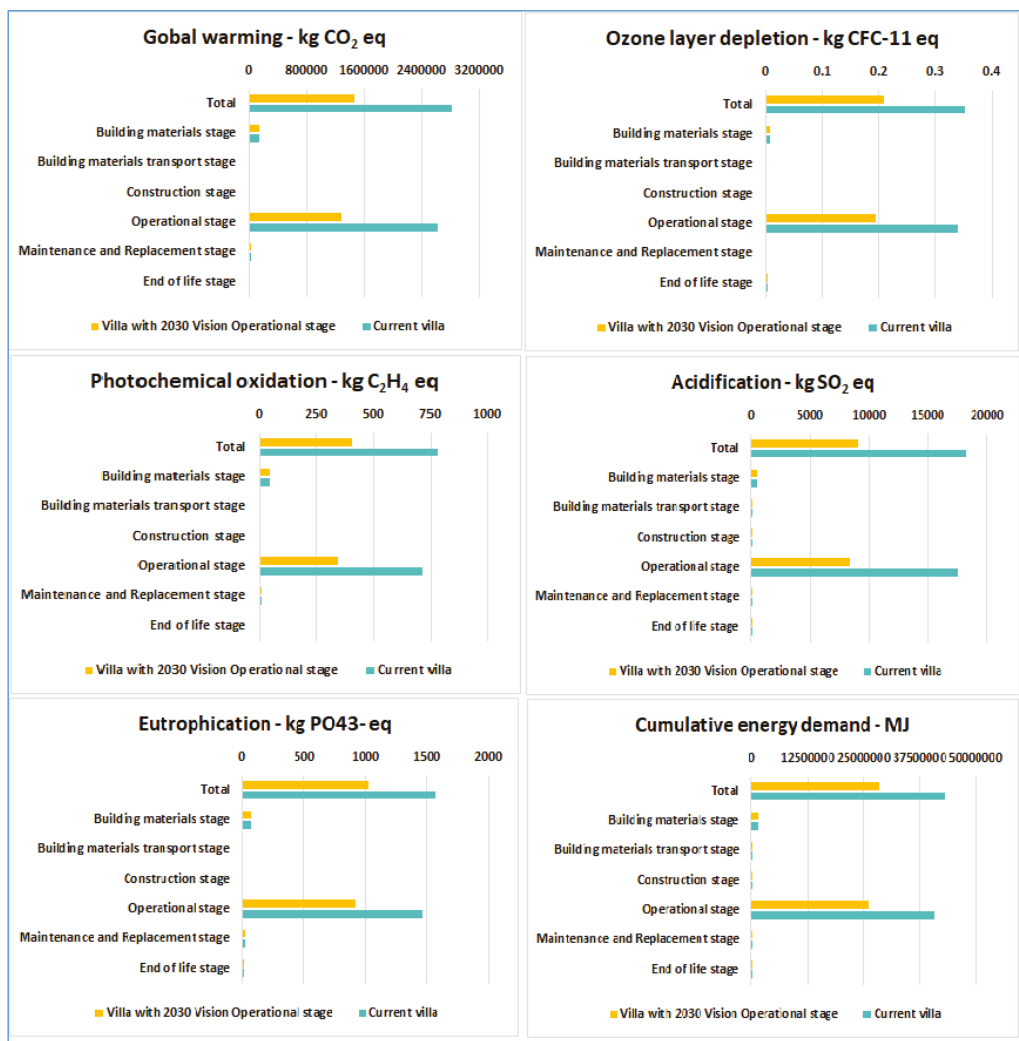 Gobal warming - kg CO₂ eq
0 800000 1600000 2400000 3200000
Total
Building materials stage
Building materials transport stage
Construction stage
Operational stage
Maintenance and Replacement stage
End of life stage
Villa with 2030 Vision Operational stage Current villa
Ozone layer depletion - kg CFC-11 eq
0 0.1 0.2 0.3 0.4
Total
Building materials stage
Building materials transport stage
Construction stage
Operational stage
Maintenance and Replacement stage
End of life stage
Villa with 2030 Vision Operational stage Current villa
Photochemical oxidation - kg C₂H₄ eq
0 250 500 750 1000
Total
Building materials stage
Building materials transport stage
Construction stage
Operational stage
Maintenance and Replacement stage
End of life stage
Villa with 2030 Vision Operational stage Current villa
Acidification - kg SO₂ eq
0 5000 10000 15000 20000
Total
Building materials stage
Building materials transport stage
Construction stage
Operational stage
Maintenance and Replacement stage
End of life stage
Villa with 2030 Vision Operational stage Current villa
Eutrophication - kg PO43- eq
0 500 1000 1500 2000
Total
Building materials stage
Building materials transport stage
Construction stage
Operational stage
Maintenance and Replacement stage
End of life stage
Villa with 2030 Vision Operational stage Current villa
Cumulative energy demand - MJ
0 12500000 25000000 37500000 50000000
Total
Building materials stage
Building materials transport stage
Construction stage
Operational stage
Maintenance and Replacement stage
End of life stage
Villa with 2030 Vision Operational stage Current villa